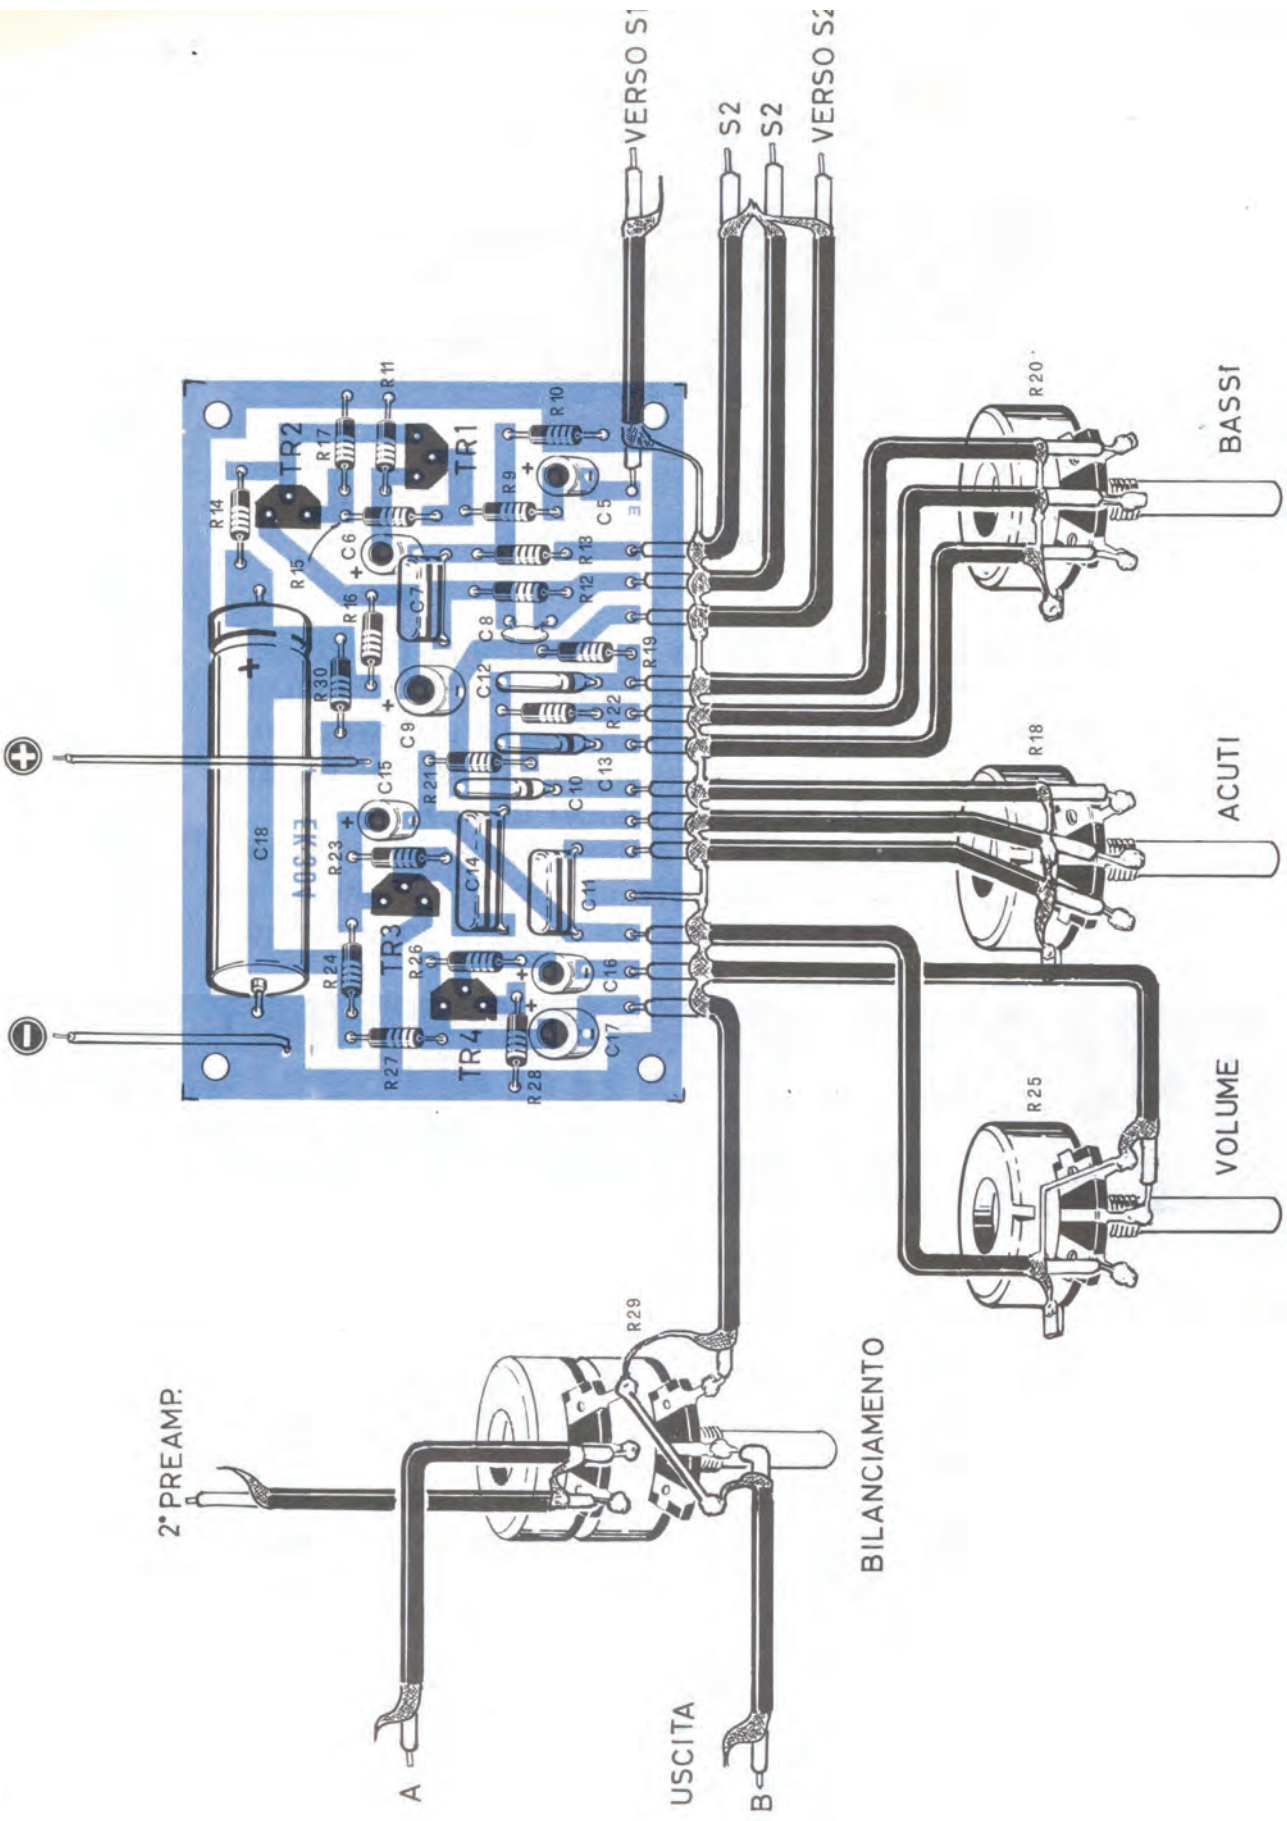 VERSO S1
S2
S2
VERSO S2
R11
R10
TR2
R17
TR1
R14
R9
C5
E
C6
R15
R13
R12
R16
C7
C8
R19
R30
C12
R22
C9
C15
R21
C10
C13
C18
R23
C14
C11
TR3
R24
R26
C16
C17
TR4
R27
R28
R20
BASSI
R18
ACUTI
R25
VOLUME
R29
BILANCIAMENTO
2° PREAMP.
A
USCITA
B
+
-